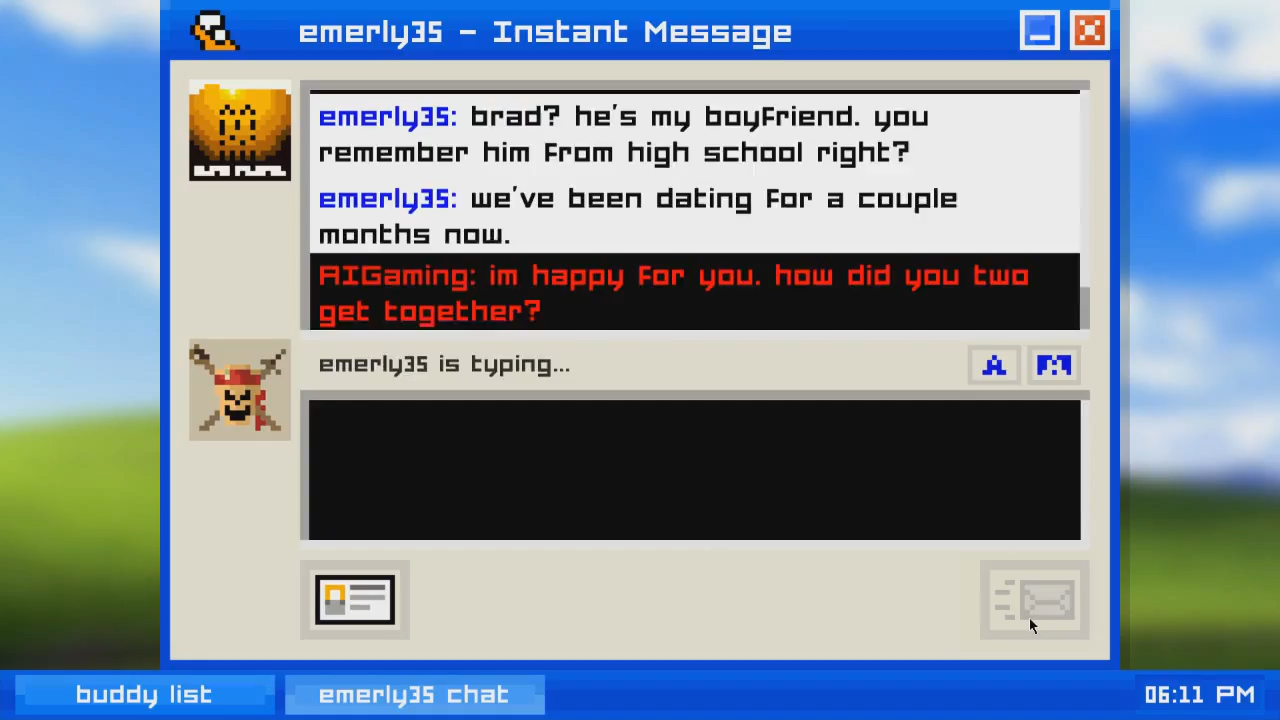 emerly35 - Instant Message
emerly35: brad? he's my boyfriend. you
remember him from high school right?
emerly35: we've been dating for a couple
months now.
AIGaming: im happy for you. how did you two
get together?
emerly35 is typing...
A
buddy list
emerly35 chat
06:11 PM